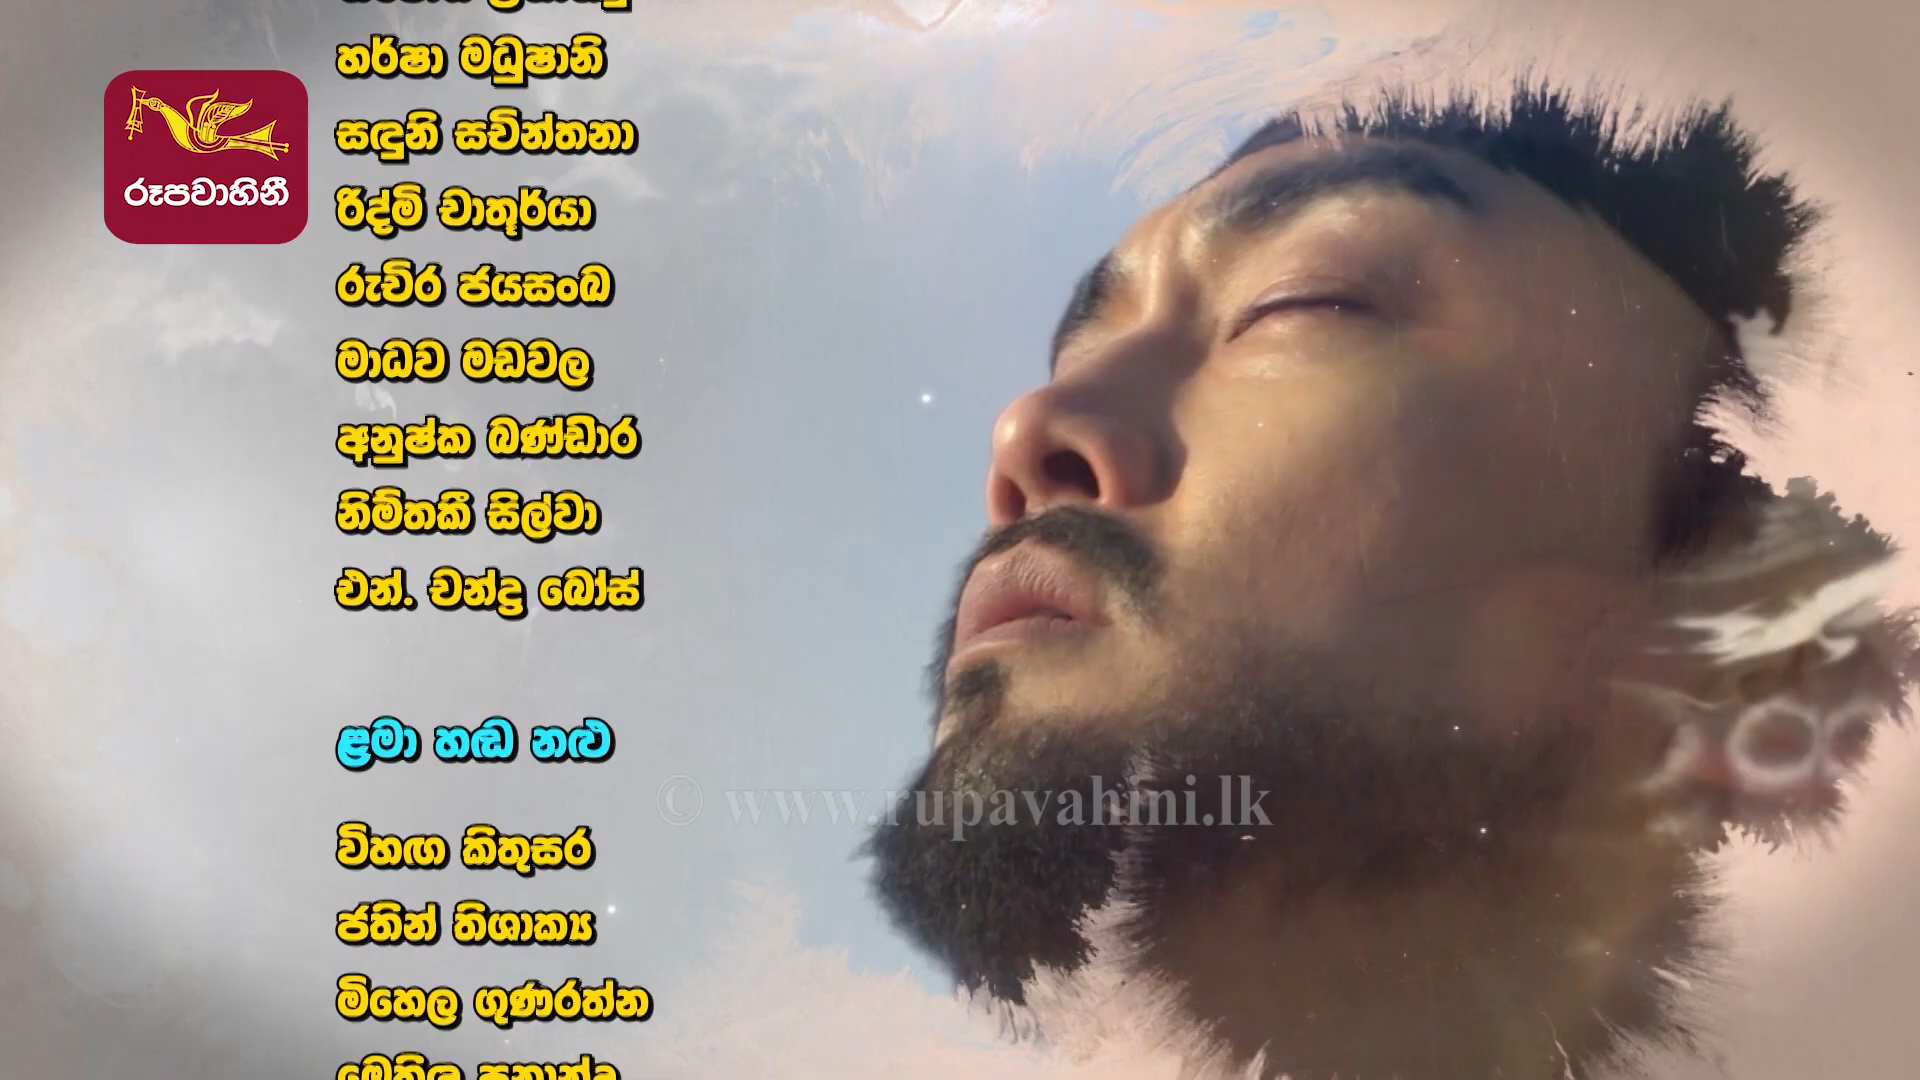 හර්ෂා මධුෂානි
සඳුනි සචින්තනා
රිද්මි චාතුර්යා
රුචිර ජයසංඛ
මාධව මඩවල
අනුෂ්ක බණ්ඩාර
නිම්තකී සිල්වා
එන්. චන්ද්‍ර බෝස්
ළමා හඬ නළු
විහඟ කිතුසර
ජතින් තිශාක්‍ය
මිහෙල ගුණරත්න
රූපවාහිනී
© www.rupavahini.lk